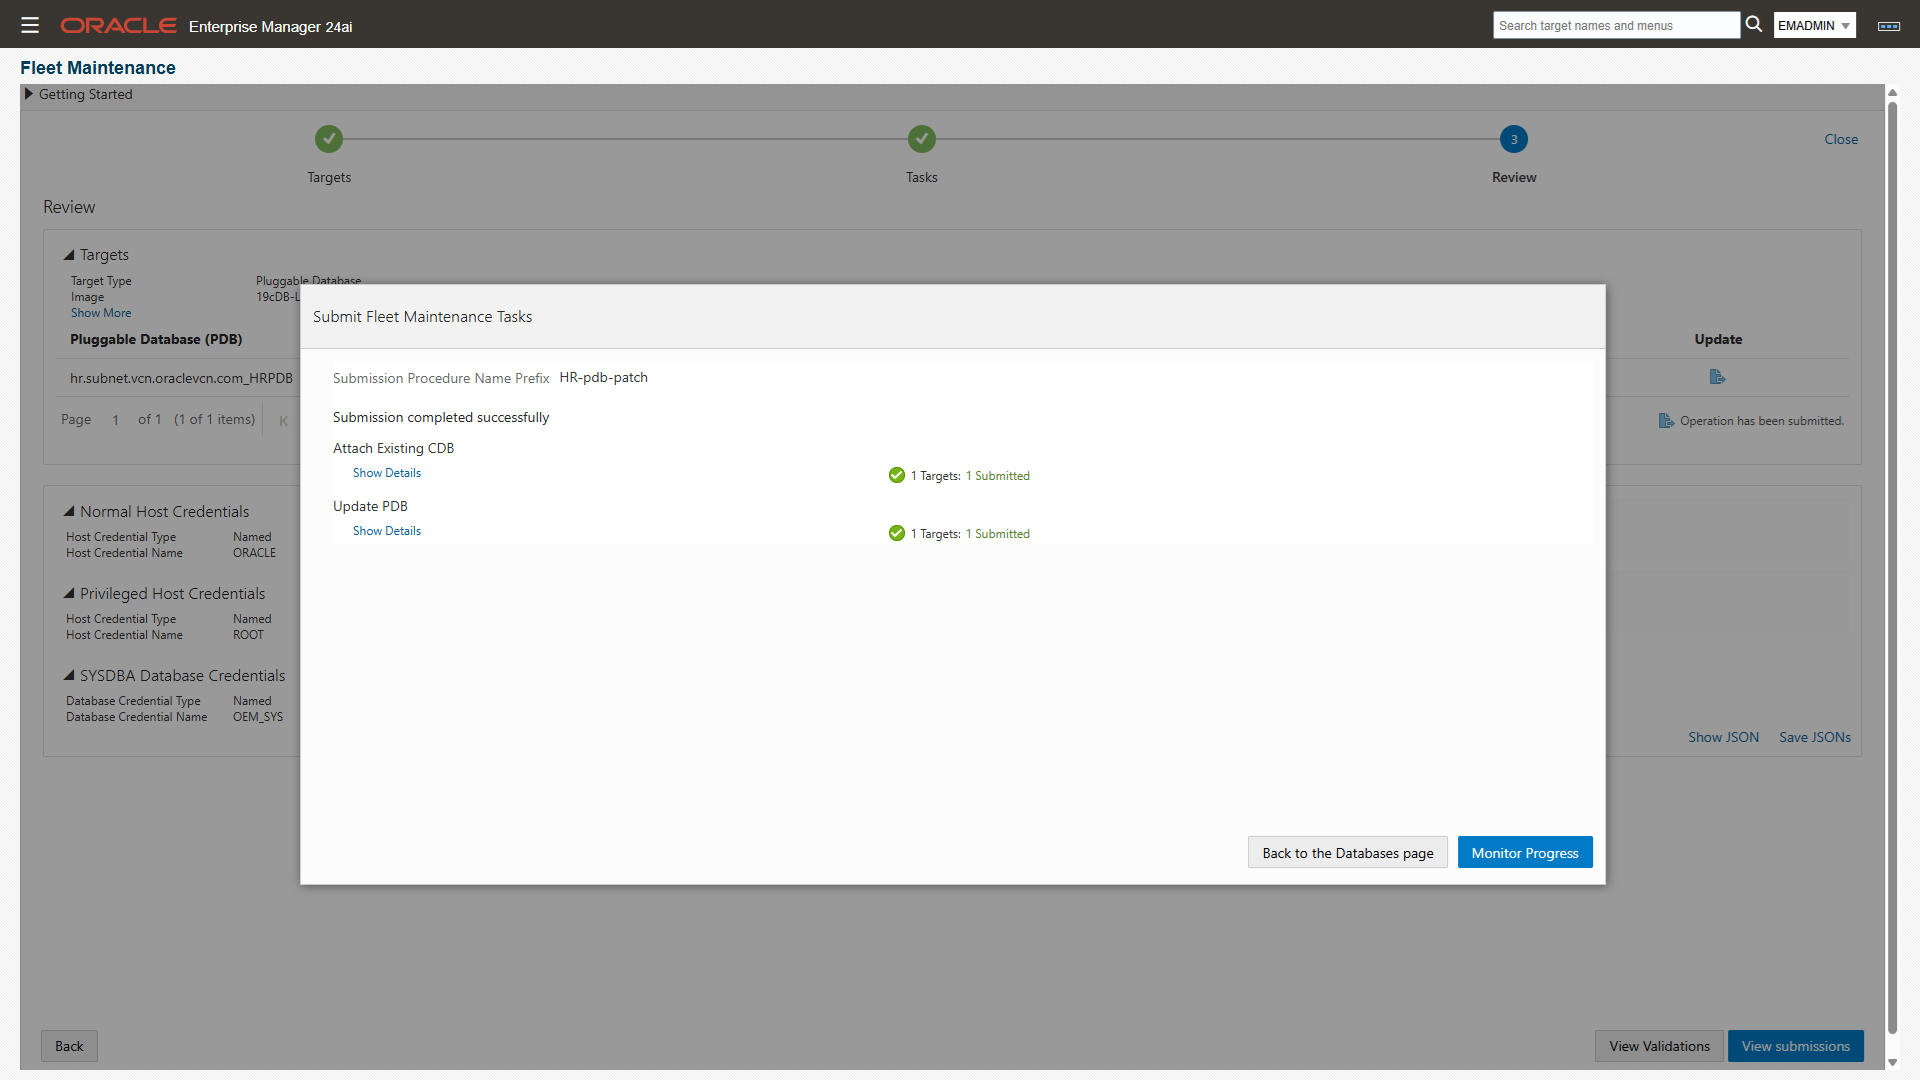 ORACLE Enterprise Manager 24ai
Search target names and menus
EMADMIN
Fleet Maintenance
Getting Started
Targets
Tasks
3
Review
Close
Review
Targets
Target Type Pluggable Database
Image 19cDB-L
Show More
Pluggable Database (PDB) Update
hr.subnet.vcn.oraclevcn.com_HRPDB
Page 1 of 1 (1 of 1 items)
Operation has been submitted.
Normal Host Credentials
Host Credential Type Named
Host Credential Name ORACLE
Privileged Host Credentials
Host Credential Type Named
Host Credential Name ROOT
SYSDBA Database Credentials
Database Credential Type Named
Database Credential Name OEM_SYS
Show JSON Save JSONs
Submit Fleet Maintenance Tasks
Submission Procedure Name Prefix HR-pdb-patch
Submission completed successfully
Attach Existing CDB
Show Details 1 Targets: 1 Submitted
Update PDB
Show Details 1 Targets: 1 Submitted
Back to the Databases page Monitor Progress
Back View Validations View submissions